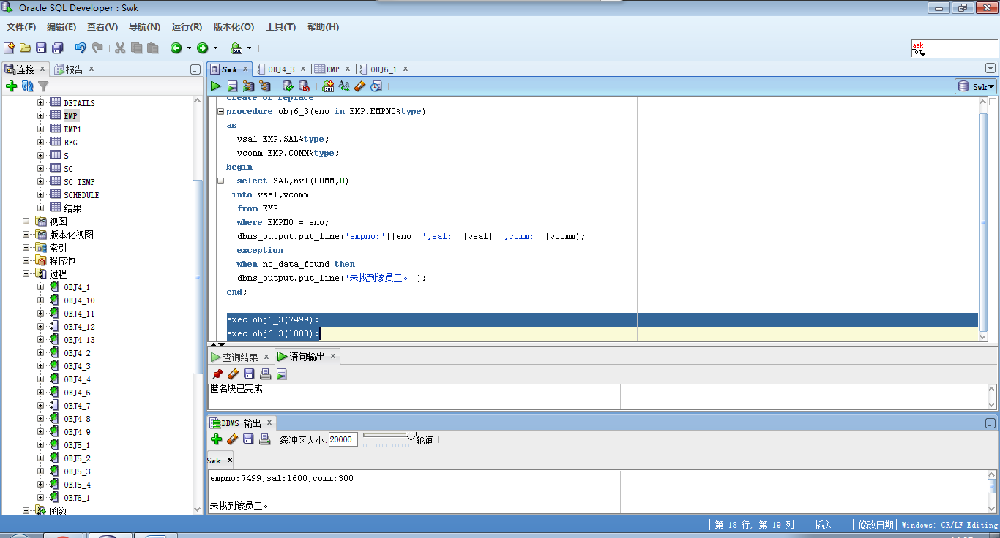 Oracle SQL Developer : Swk
文件(F) 编辑(E) 查看(V) 导航(N) 运行(R) 版本化(O) 工具(T) 帮助(H)
ask
Tom
连接 x 报告 x
DETAILS
EMP
EMP1
REG
S
SC
SC_TEMP
SCHEDULE
结果
视图
版本化视图
索引
程序包
过程
OBJ4_1
OBJ4_10
OBJ4_11
OBJ4_12
OBJ4_13
OBJ4_2
OBJ4_3
OBJ4_4
OBJ4_6
OBJ4_7
OBJ4_8
OBJ4_9
OBJ5_1
OBJ5_2
OBJ5_3
OBJ5_4
OBJ6_1
函数
Swk x OBJ4_3 x EMP x OBJ6_1 x
Swk
create or replace
procedure obj6_3(eno in EMP.EMPNO%type)
as
vsal EMP.SAL%type;
vcomm EMP.COMM%type;
begin
select SAL,nvl(COMM,0)
into vsal,vcomm
from EMP
where EMPNO = eno;
dbms_output.put_line('empno:'||eno||',sal:'||vsal||',comm:'||vcomm);
exception
when no_data_found then
dbms_output.put_line('未找到该员工。');
end;
exec obj6_3(7499);
exec obj6_3(1000);
查询结果 x 语句输出 x
匿名块已完成
DBMS 输出 x
缓冲区大小: 20000 轮询
Swk x
empno:7499,sal:1600,comm:300
未找到该员工。
第 18 行, 第 19 列 插入 修改日期 Windows: CR/LF Editing